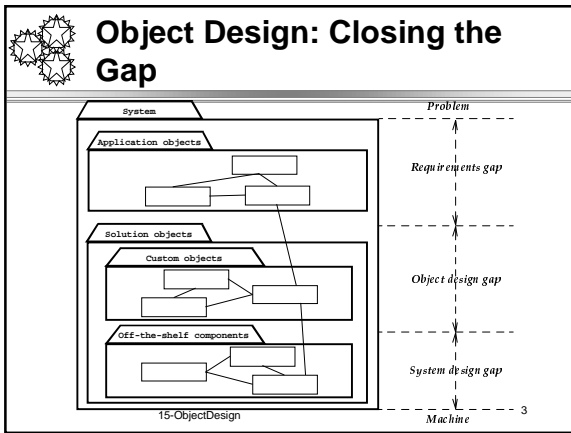 Object Design: Closing the
Gap
System
Problem
Application objects
Requirements gap
Solution objects
Custom objects
Object design gap
Off-the-shelf components
System design gap
15-ObjectDesign
3
Machine